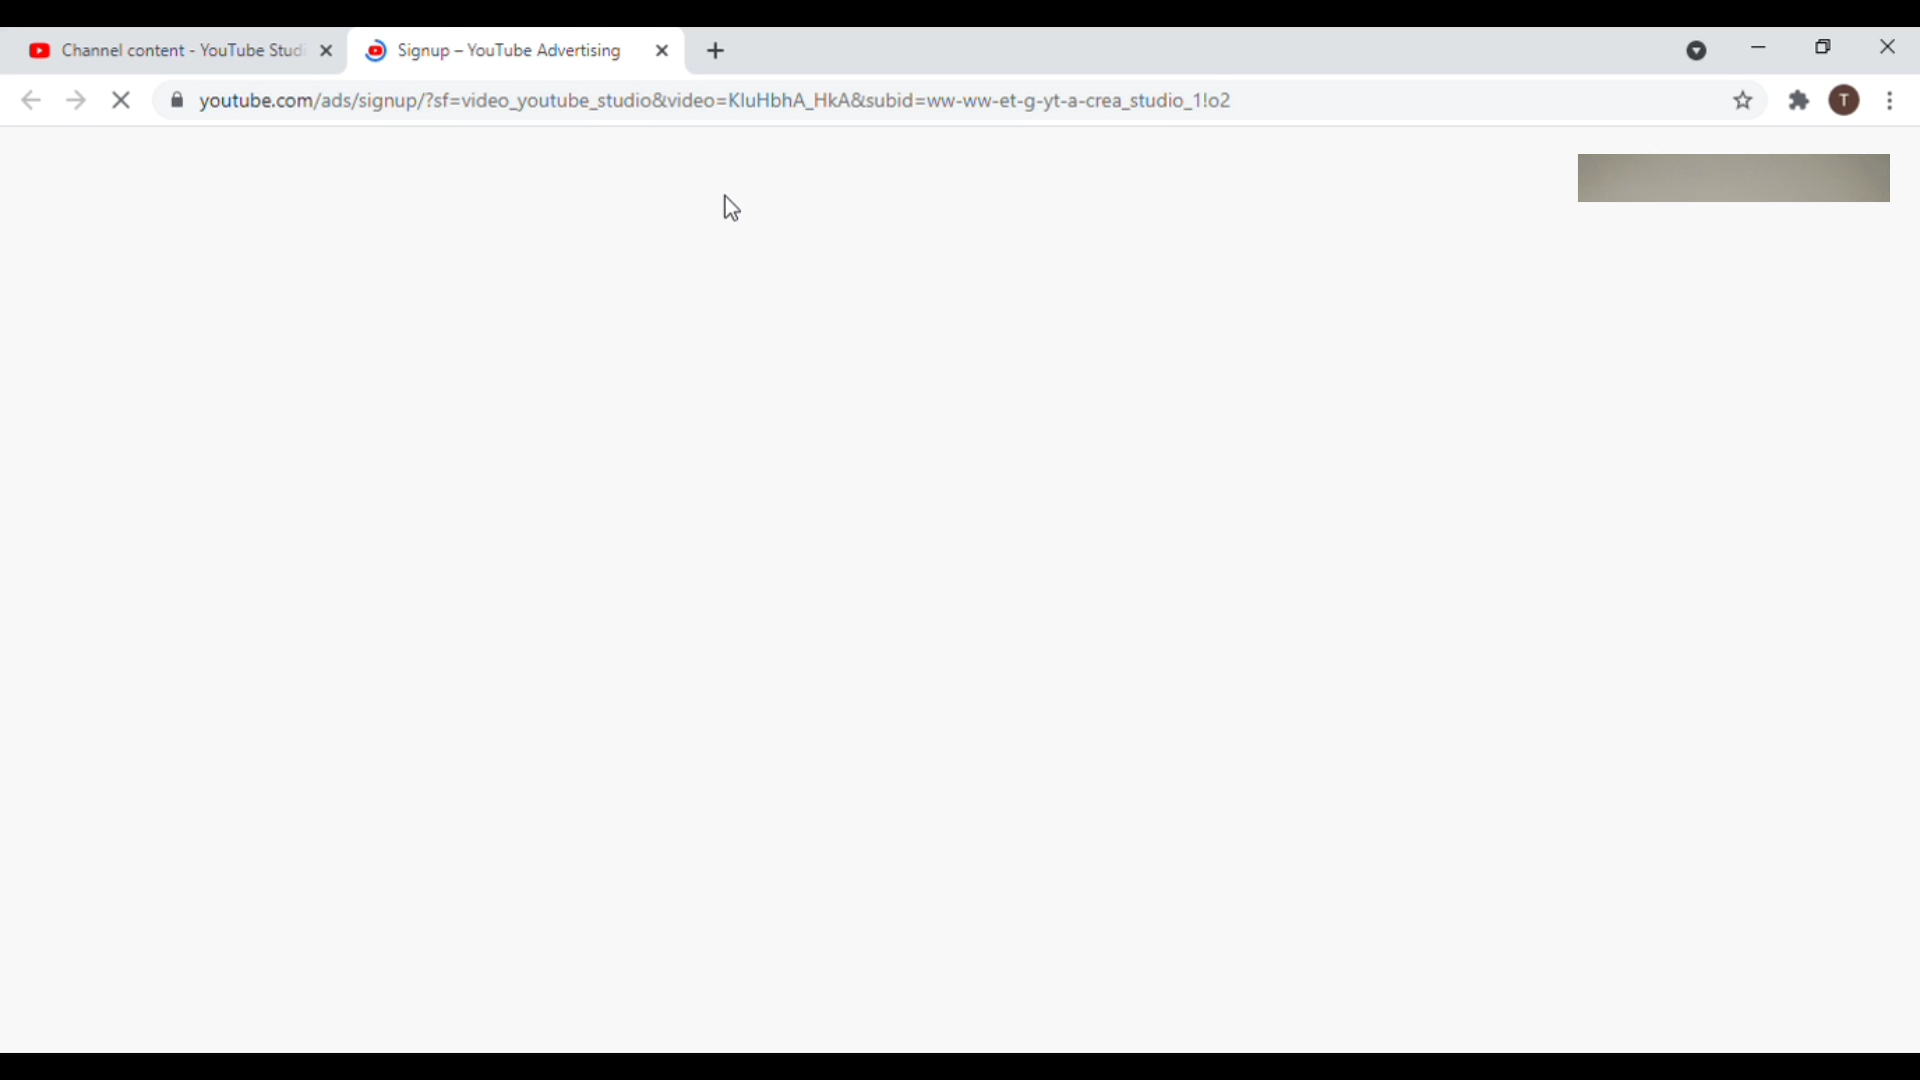 Channel content - YouTube Studi
Signup – YouTube Advertising
youtube.com/ads/signup/?sf=video_youtube_studio&video=KluHbhA_HkA&subid=ww-ww-et-g-yt-a-crea_studio_1!o2
T